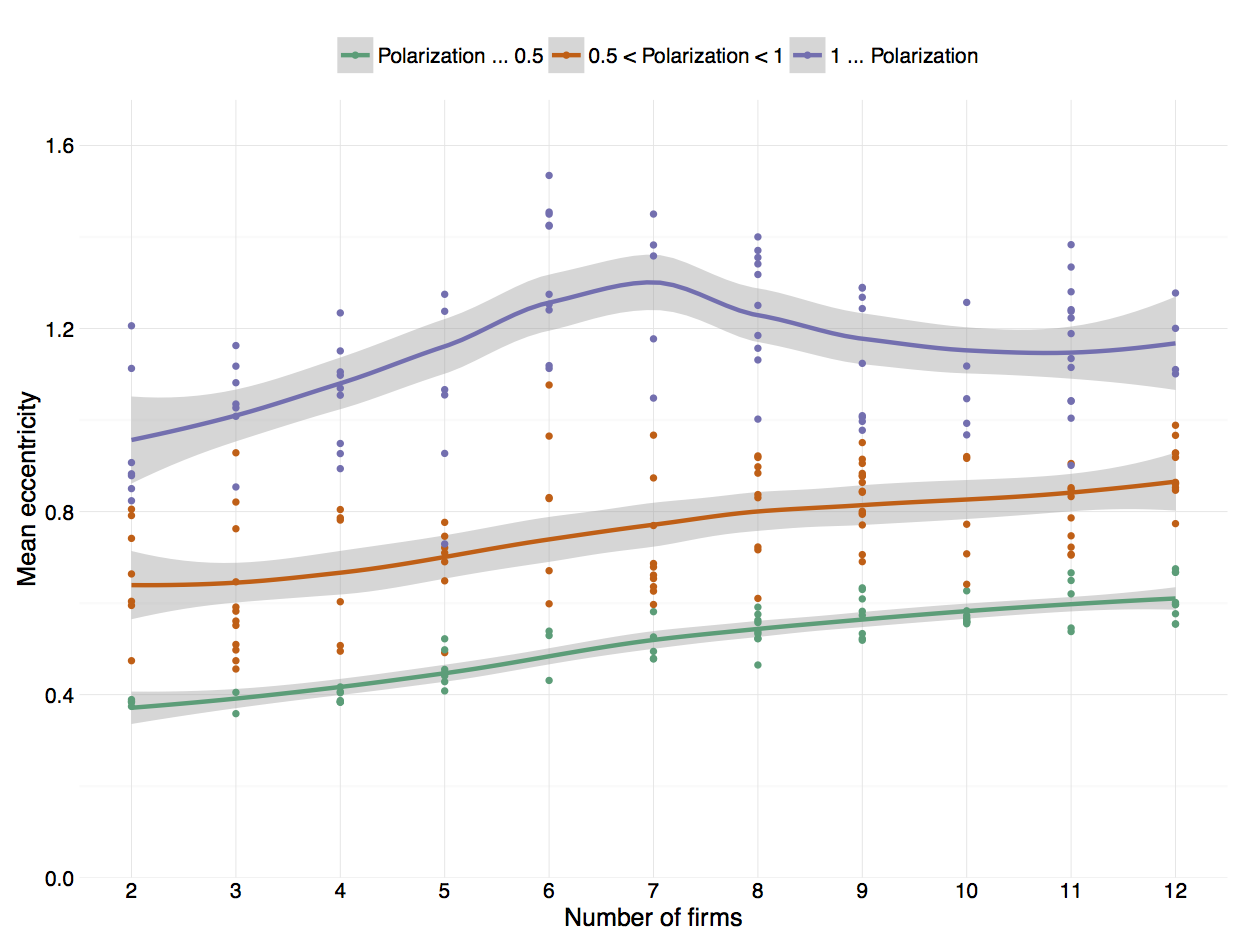 Polarization ... 0.5 0.5 < Polarization < 1 1 ... Polarization
1.6
1.2
0.8
0.4
0.0
Mean eccentricity
2 3 4 5 6 7 8 9 10 11 12
Number of firms